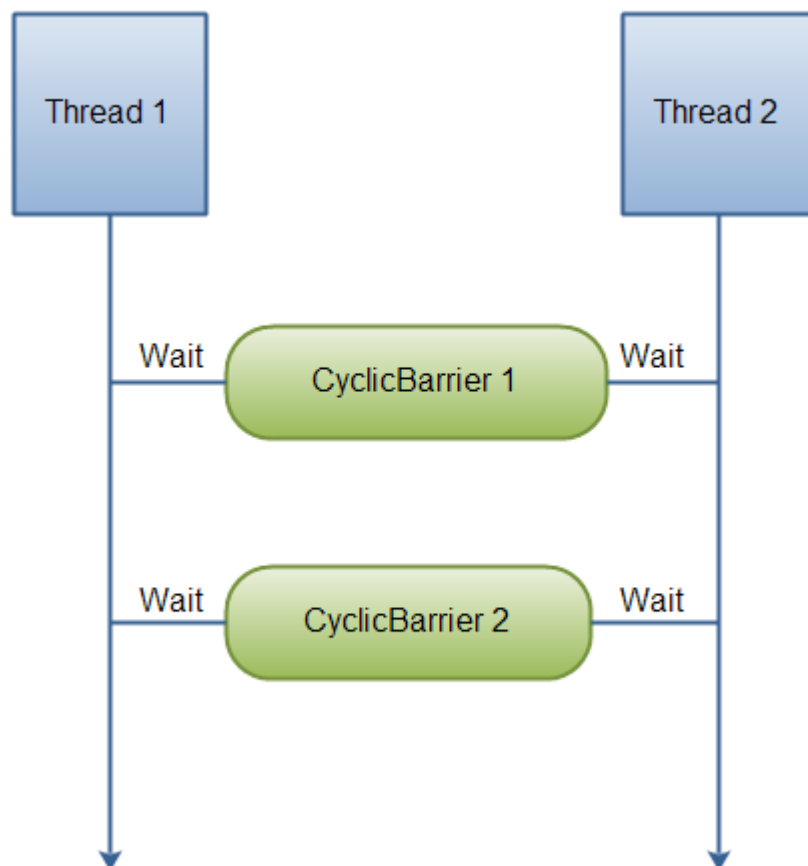 Thread 1
Thread 2
Wait
CyclicBarrier 1
Wait
Wait
CyclicBarrier 2
Wait